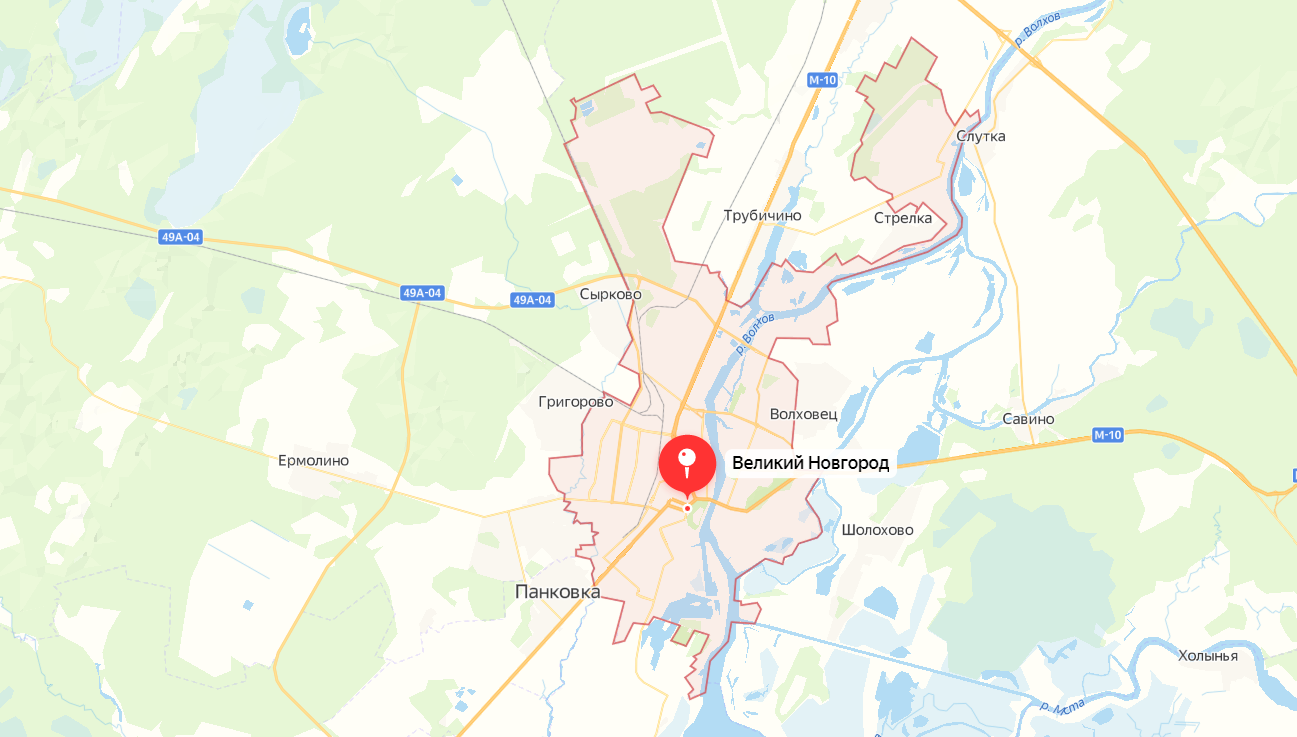 р. Волхов
М-10
Слутка
Трубичино
Стрелка
49А-04
49А-04
49А-04
Сырково
р. Волхов
Григорово
Волховец
Савино
М-10
Ермолино
Великий Новгород
Шолохово
Панковка
Холынья
р. Мста